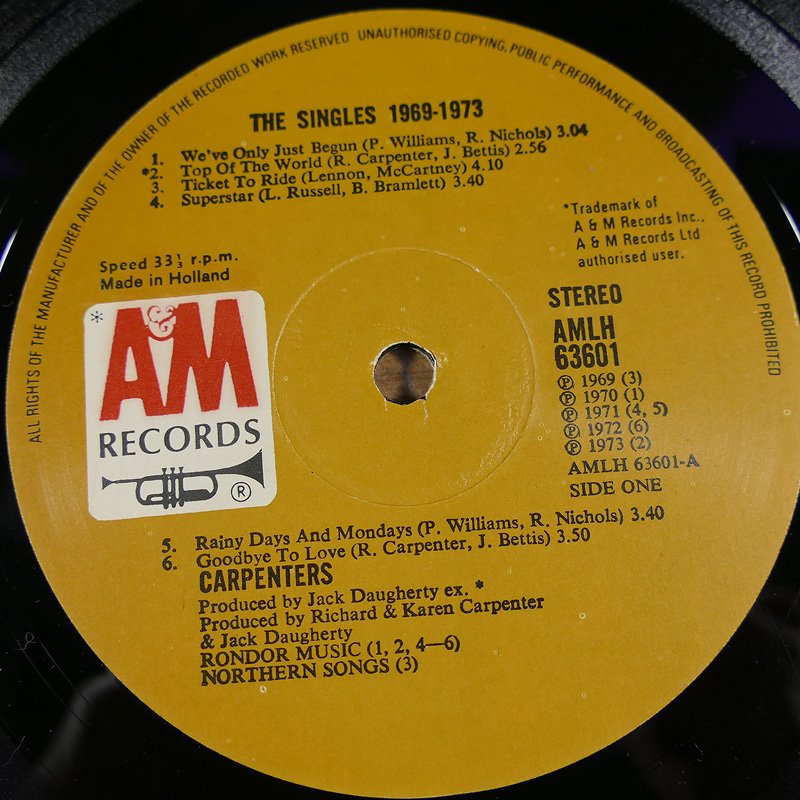 ALL RIGHTS OF THE MANUFACTURER AND OF THE OWNER OF THE RECORDED WORK RESERVED UNAUTHORISED COPYING, PUBLIC PERFORMANCE AND BROADCASTING OF THIS RECORD PROHIBITED
THE SINGLES 1969-1973
1. We've Only Just Begun (P. Williams, R. Nichols) 3.04
*2. Top Of The World (R. Carpenter, J. Bettis) 2.56
3. Ticket To Ride (Lennon, McCartney) 4.10
4. Superstar (L. Russell, B. Bramlett) 3.40
*Trademark of
A & M Records Inc.,
A & M Records Ltd
authorised user.
Speed 33⅓ r.p.m.
Made in Holland
* A&M
RECORDS
®
STEREO
AMLH
63601
℗ 1969 (3)
℗ 1970 (1)
℗ 1971 (4, 5)
℗ 1972 (6)
℗ 1973 (2)
AMLH 63601-A
SIDE ONE
5. Rainy Days And Mondays (P. Williams, R. Nichols) 3.40
6. Goodbye To Love (R. Carpenter, J. Bettis) 3.50
CARPENTERS
Produced by Jack Daugherty ex. *
Produced by Richard & Karen Carpenter
& Jack Daugherty
RONDOR MUSIC (1, 2, 4—6)
NORTHERN SONGS (3)